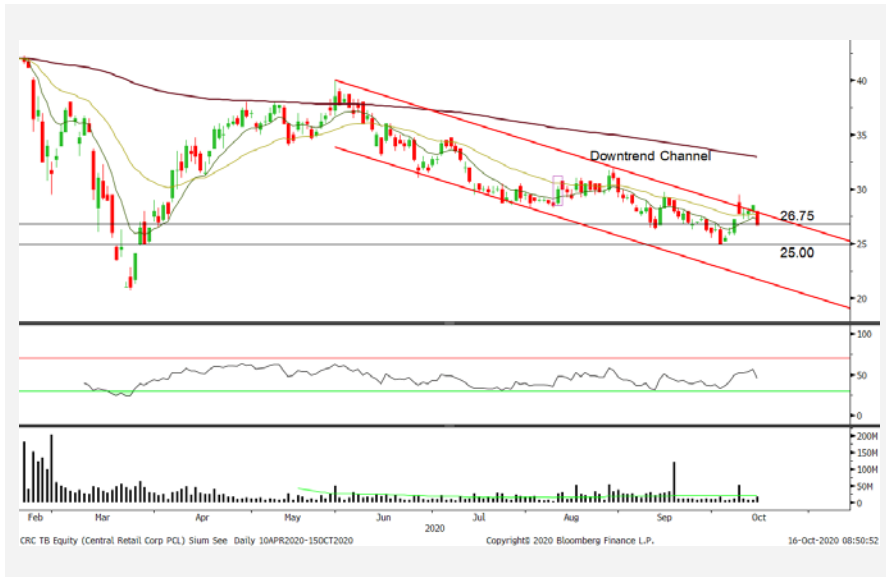 40
35
Downtrend Channel
30
26.75
25
25.00
20
100
50
0
200M
150M
100M
50M
0
Feb Mar Apr May Jun Jul Aug Sep Oct
2020
CRC TB Equity (Central Retail Corp PCL) Sium See Daily 10APR2020-15OCT2020 Copyright© 2020 Bloomberg Finance L.P. 16-Oct-2020 08:50:52